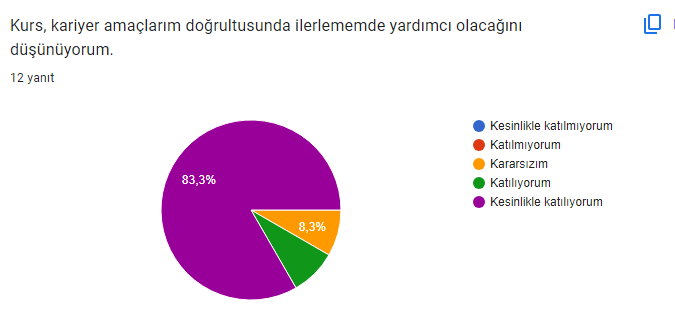 Kurs, kariyer amaçlarım doğrultusunda ilerlememde yardımcı olacağını
düşünüyorum.
12 yanıt
Kesinlikle katılmıyorum
Katılmıyorum
Kararsızım
Katılıyorum
Kesinlikle katılıyorum
83,3%
8,3%